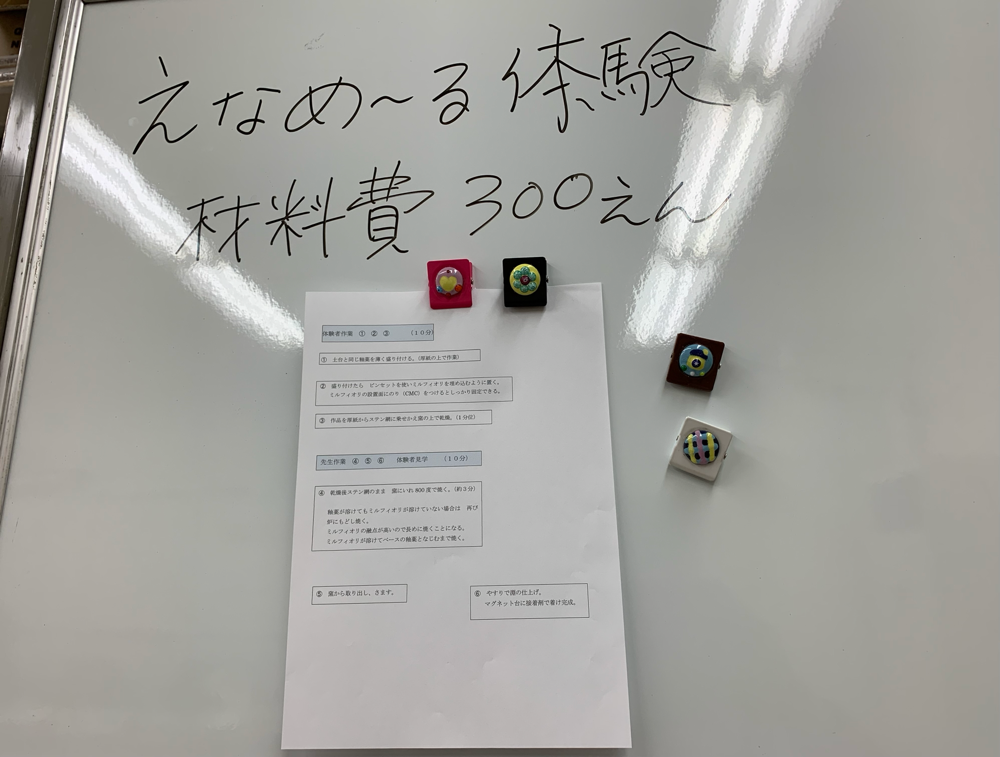 えなめ〜る体験
材料費 300えん
体験者作業 ① ② ③ （１０分）
① 土台と同じ釉薬を薄く盛り付ける。（厚紙の上で作業）
② 盛り付けたら ピンセットを使いミルフィオリを埋め込むように置く。
ミルフィオリの設置面にのり（CMC）をつけるとしっかり固定できる。
③ 作品を厚紙からステン網に乗せかえ窯の上で乾燥。（１分位）
先生作業 ④ ⑤ ⑥ 体験者見学 （１０分）
④ 乾燥後ステン網のまま 窯にいれ 800 度で焼く。（約３分）
釉薬が溶けてもミルフィオリが溶けていない場合は 再び
炉にもどし焼く。
ミルフィオリの融点が高いので長めに焼くことになる。
ミルフィオリが溶けてベースの釉薬となじむまで焼く。
⑤ 窯から取り出し、さます。
⑥ やすりで淵の仕上げ。
マグネット台に接着剤で着け完成。